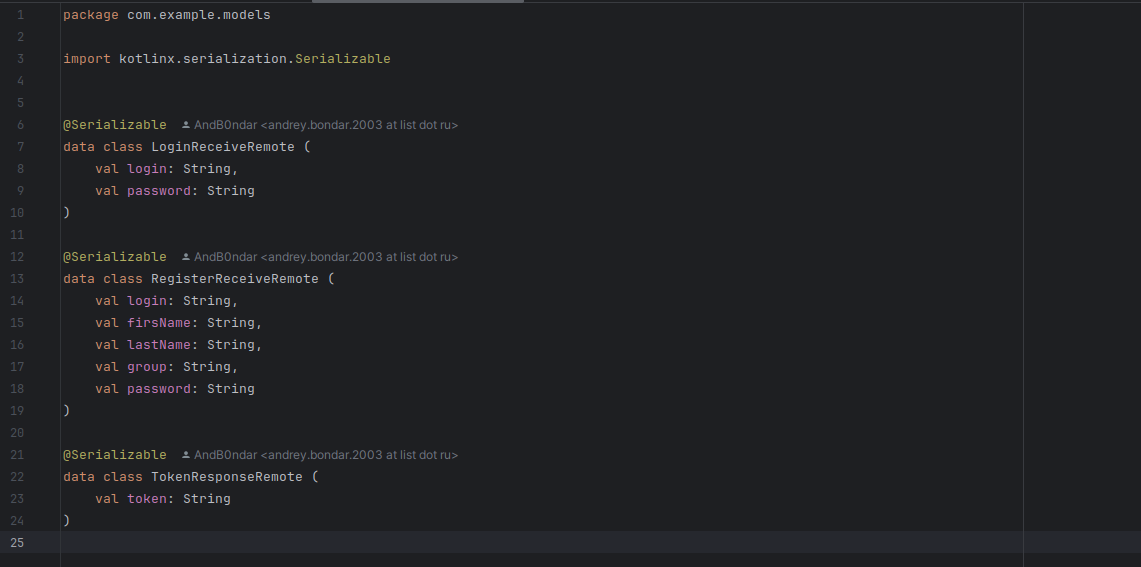 1 package com.example.models
2
3 import kotlinx.serialization.Serializable
4
5
6 @Serializable AndB0ndar <andrey.bondar.2003 at list dot ru>
7 data class LoginReceiveRemote (
8 val login: String,
9 val password: String
10 )
11
12 @Serializable AndB0ndar <andrey.bondar.2003 at list dot ru>
13 data class RegisterReceiveRemote (
14 val login: String,
15 val firsName: String,
16 val lastName: String,
17 val group: String,
18 val password: String
19 )
20
21 @Serializable AndB0ndar <andrey.bondar.2003 at list dot ru>
22 data class TokenResponseRemote (
23 val token: String
24 )
25